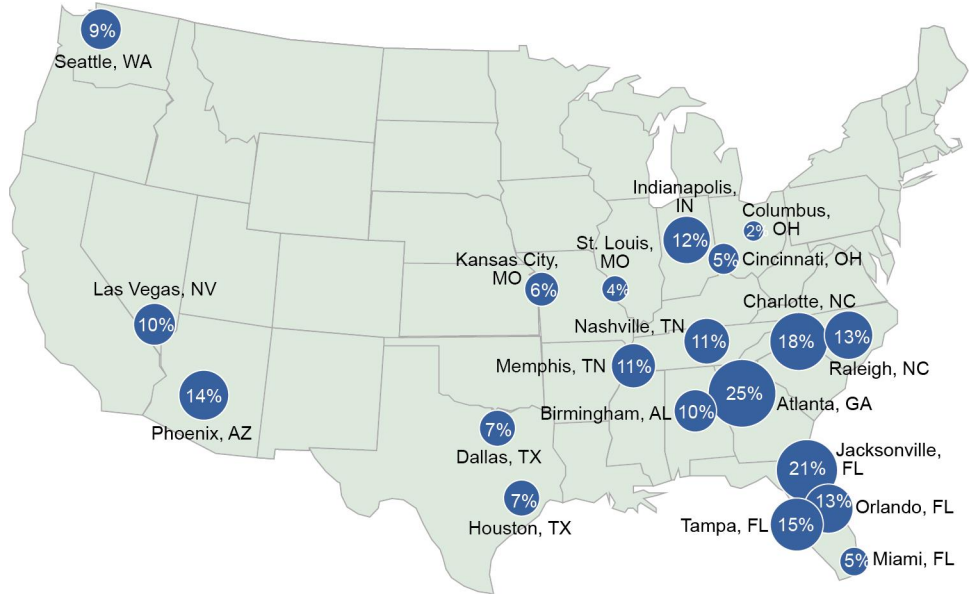 9%
Seattle, WA
Indianapolis,
IN
12%
Columbus,
OH
2%
5%
Cincinnati, OH
St. Louis,
MO
4%
Kansas City,
MO
6%
Las Vegas, NV
10%
Charlotte, NC
18%
13%
Raleigh, NC
Nashville, TN
11%
Memphis, TN
11%
25%
Atlanta, GA
Birmingham, AL
10%
14%
Phoenix, AZ
7%
Dallas, TX
7%
Houston, TX
Jacksonville,
FL
21%
13%
Orlando, FL
Tampa, FL
15%
5%
Miami, FL